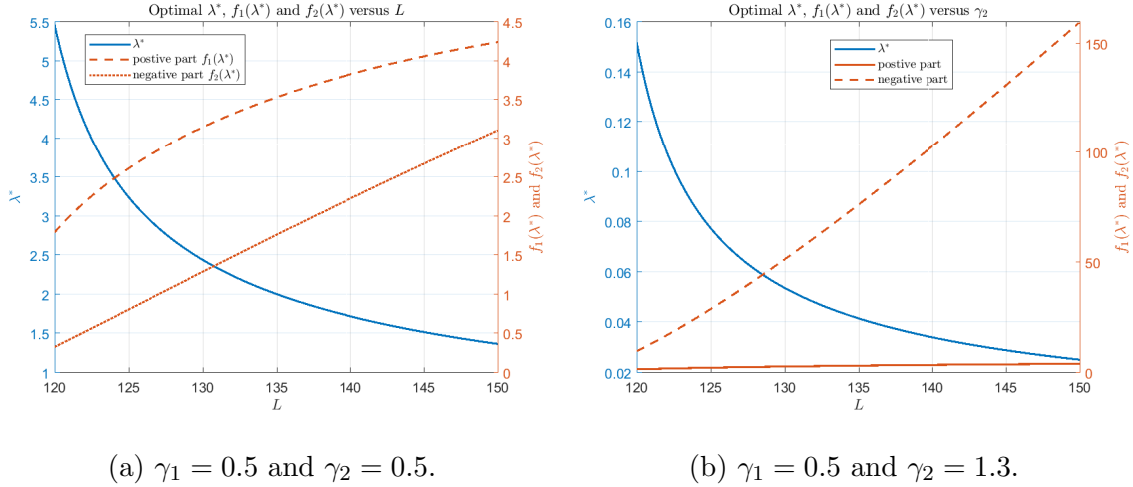 Optimal λ*, f₁(λ*) and f₂(λ*) versus L
5.5
5
4.5
4
3.5
3
2.5
2
1.5
1
λ*
λ*
postive part f₁(λ*)
negative part f₂(λ*)
4.5
4
3.5
3
2.5
2
1.5
1
0.5
0
f₁(λ*) and f₂(λ*)
120 125 130 135 140 145 150
L
(a) γ₁ = 0.5 and γ₂ = 0.5.
Optimal λ*, f₁(λ*) and f₂(λ*) versus γ₂
0.16
0.14
0.12
0.1
0.08
0.06
0.04
0.02
λ*
λ*
positive part
negative part
150
100
50
0
f₁(λ*) and f₂(λ*)
120 125 130 135 140 145 150
L
(b) γ₁ = 0.5 and γ₂ = 1.3.